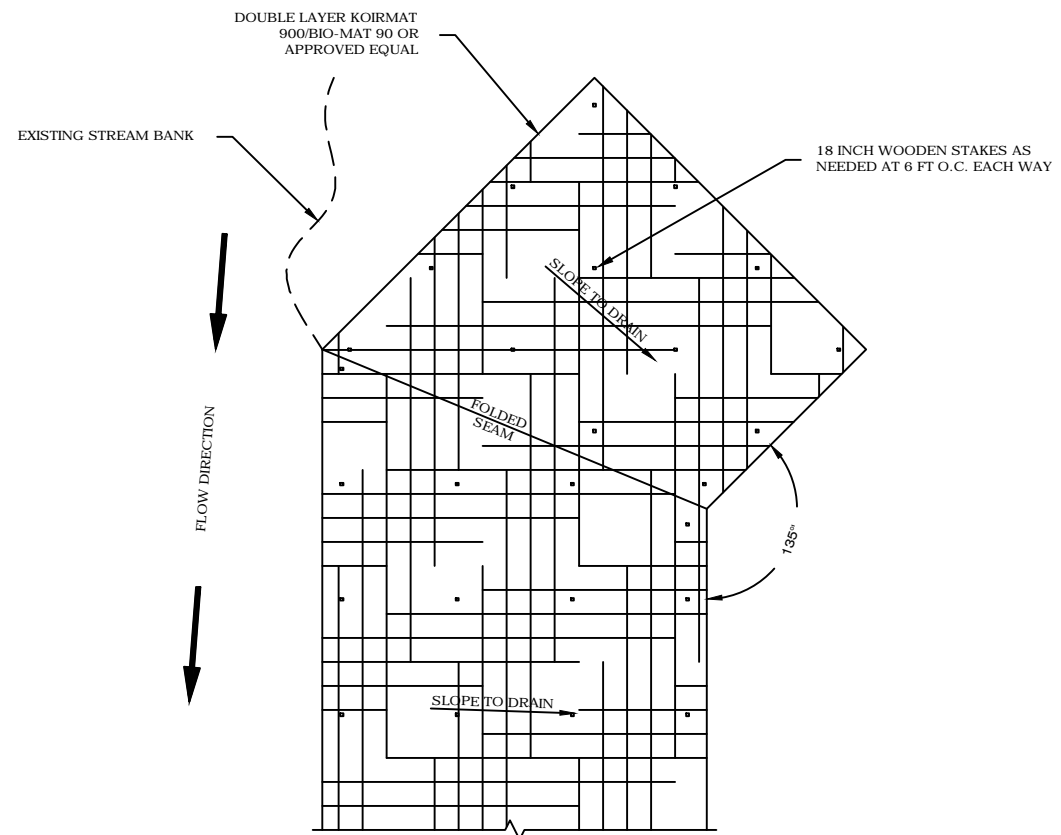 DOUBLE LAYER KOIRMAT
900/BIO-MAT 90 OR
APPROVED EQUAL
EXISTING STREAM BANK
18 INCH WOODEN STAKES AS
NEEDED AT 6 FT O.C. EACH WAY
SLOPE TO DRAIN
FOLDED
SEAM
FLOW DIRECTION
135°
SLOPE TO DRAIN